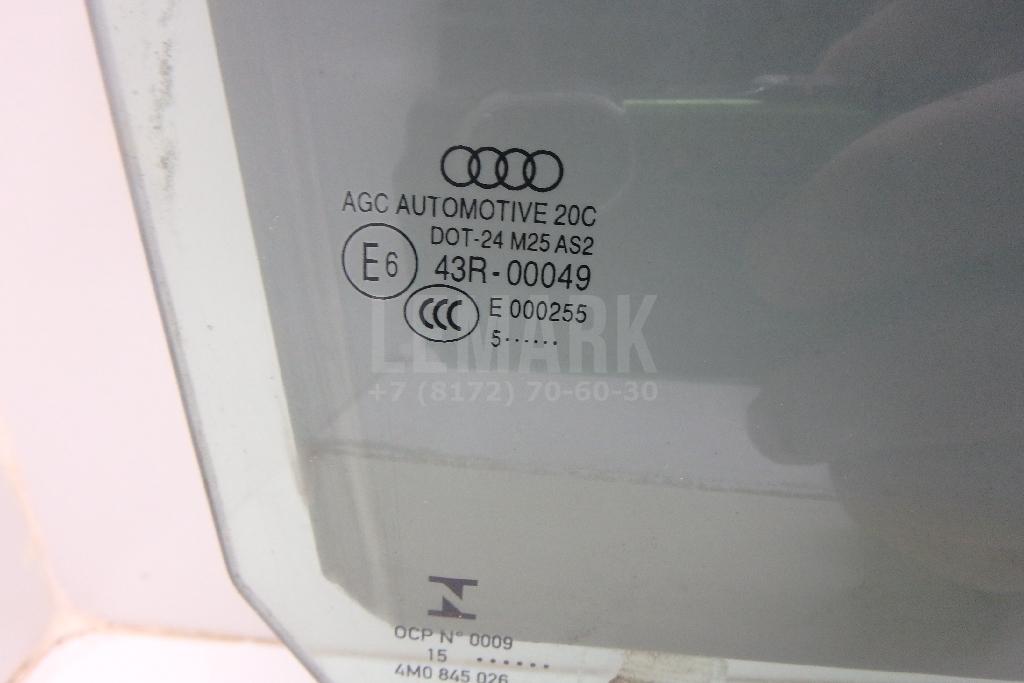 AGC AUTOMOTIVE 20C
DOT-24 M25 AS2
E6 43R-00049
CCC E 000255
5······
LEMARK
+7 (8172) 70-60-30
OCP N° 0009
15 ······
4M0 845 026